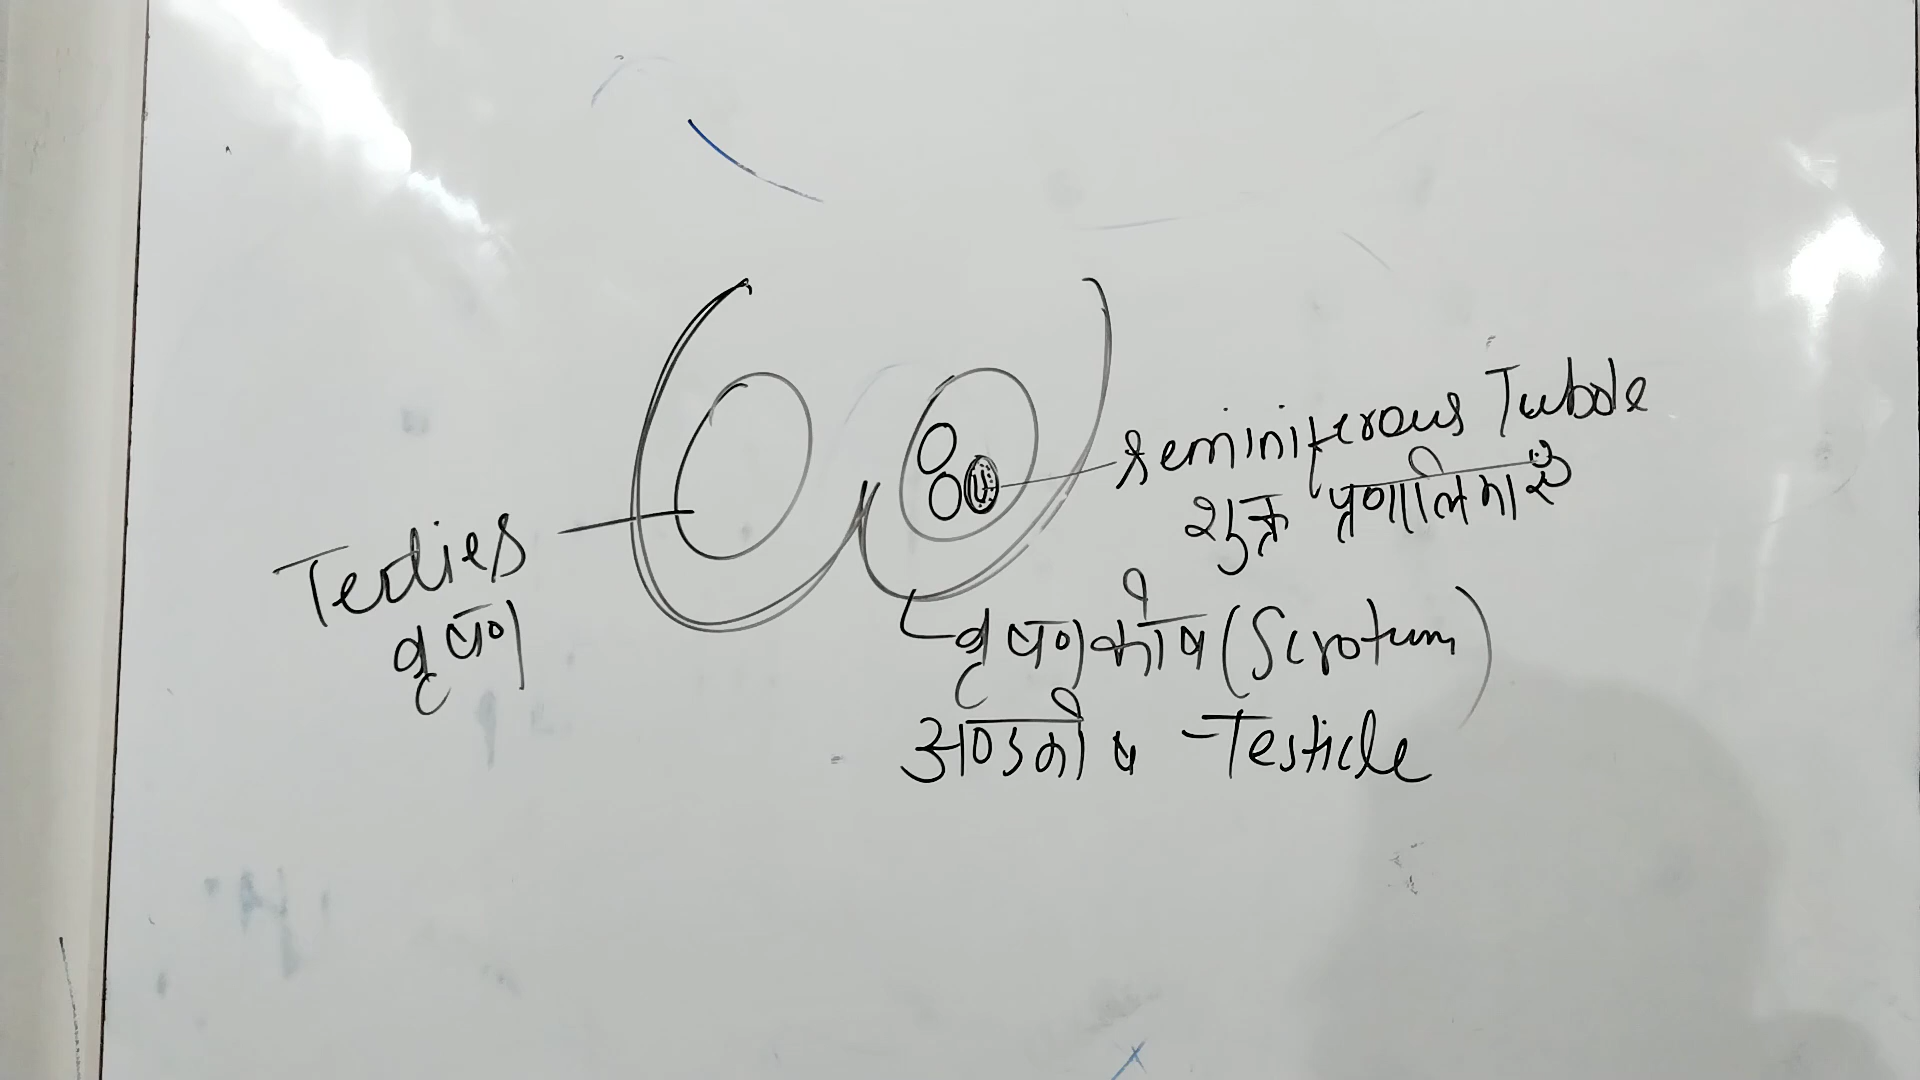 Seminiferous Tubule
शुक्र प्रणालिकाऐं
Testies
वृषण
वृषणकोष (Scrotum)
अण्डकोष - Testicle